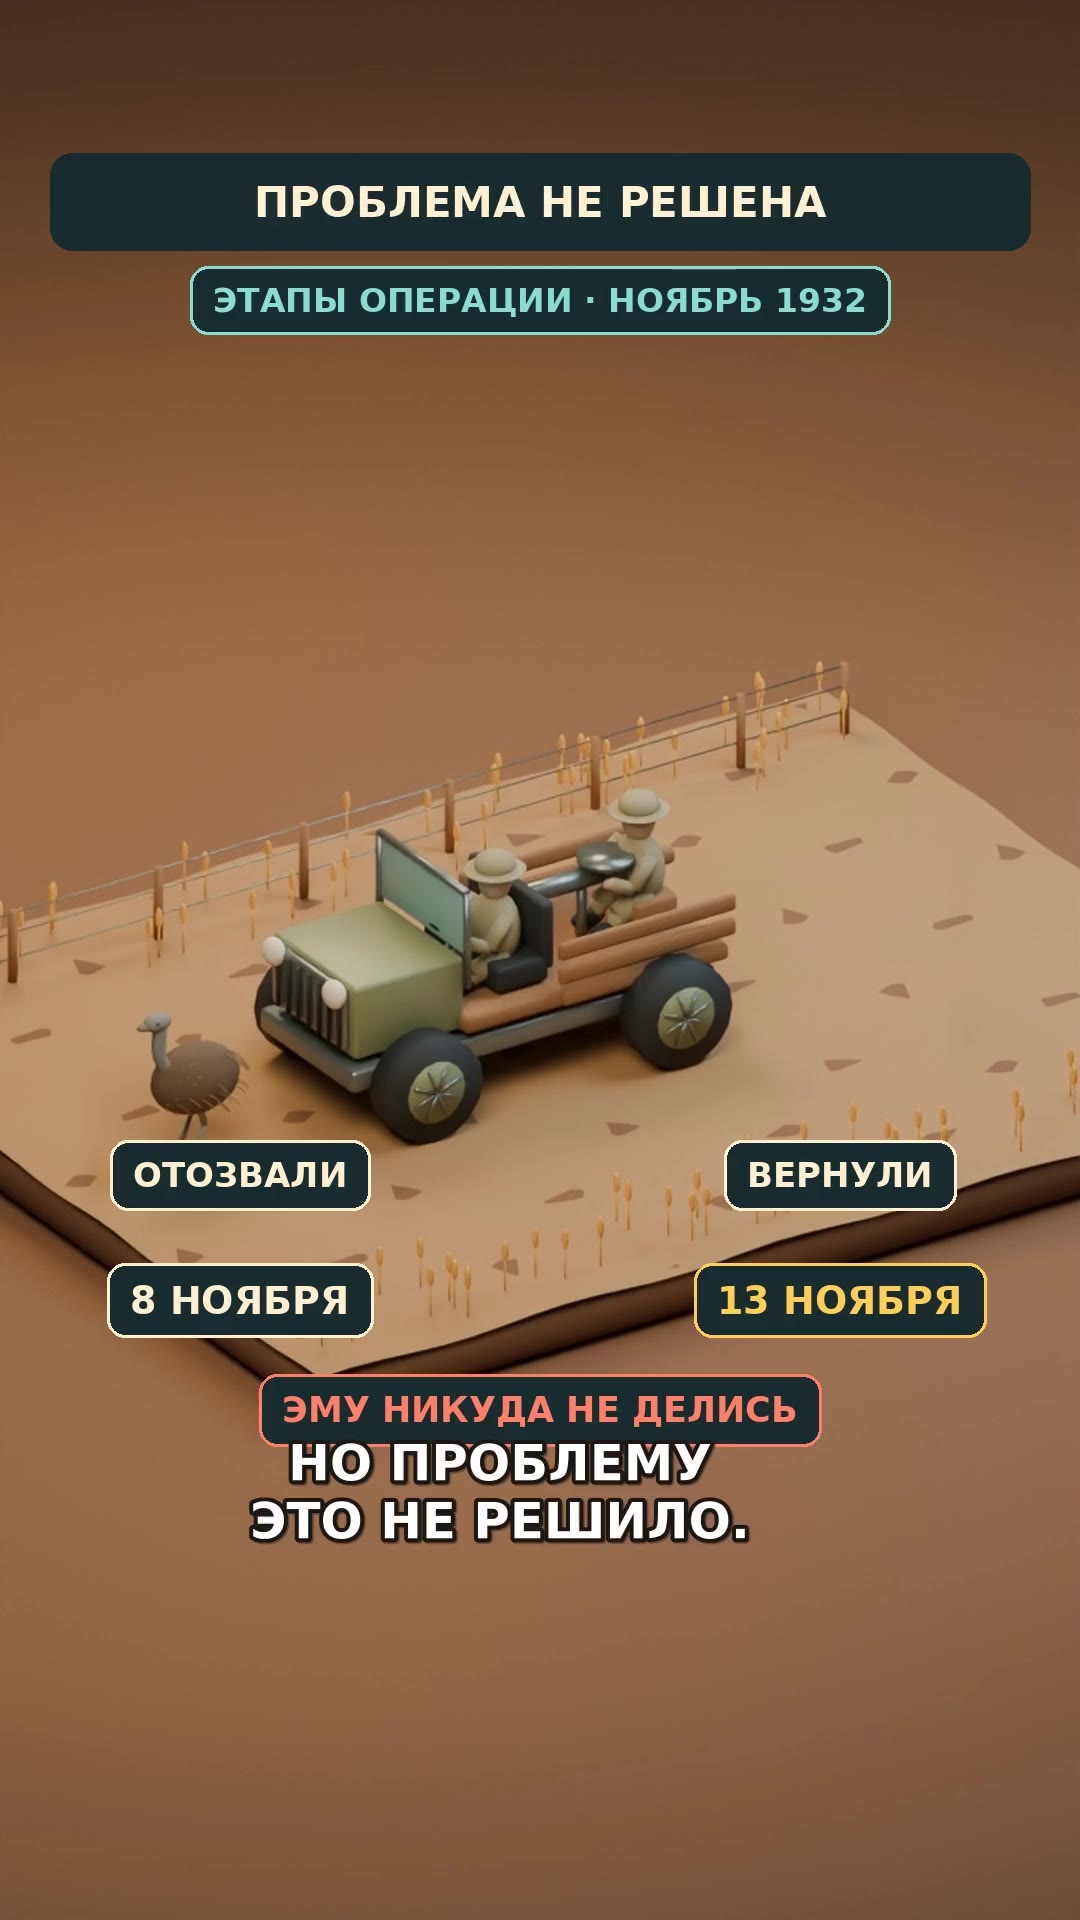 ПРОБЛЕМА НЕ РЕШЕНА
ЭТАПЫ ОПЕРАЦИИ · НОЯБРЬ 1932
ОТОЗВАЛИ
ВЕРНУЛИ
8 НОЯБРЯ
13 НОЯБРЯ
ЭМУ НИКУДА НЕ ДЕЛИСЬ
НО ПРОБЛЕМУ
ЭТО НЕ РЕШИЛО.